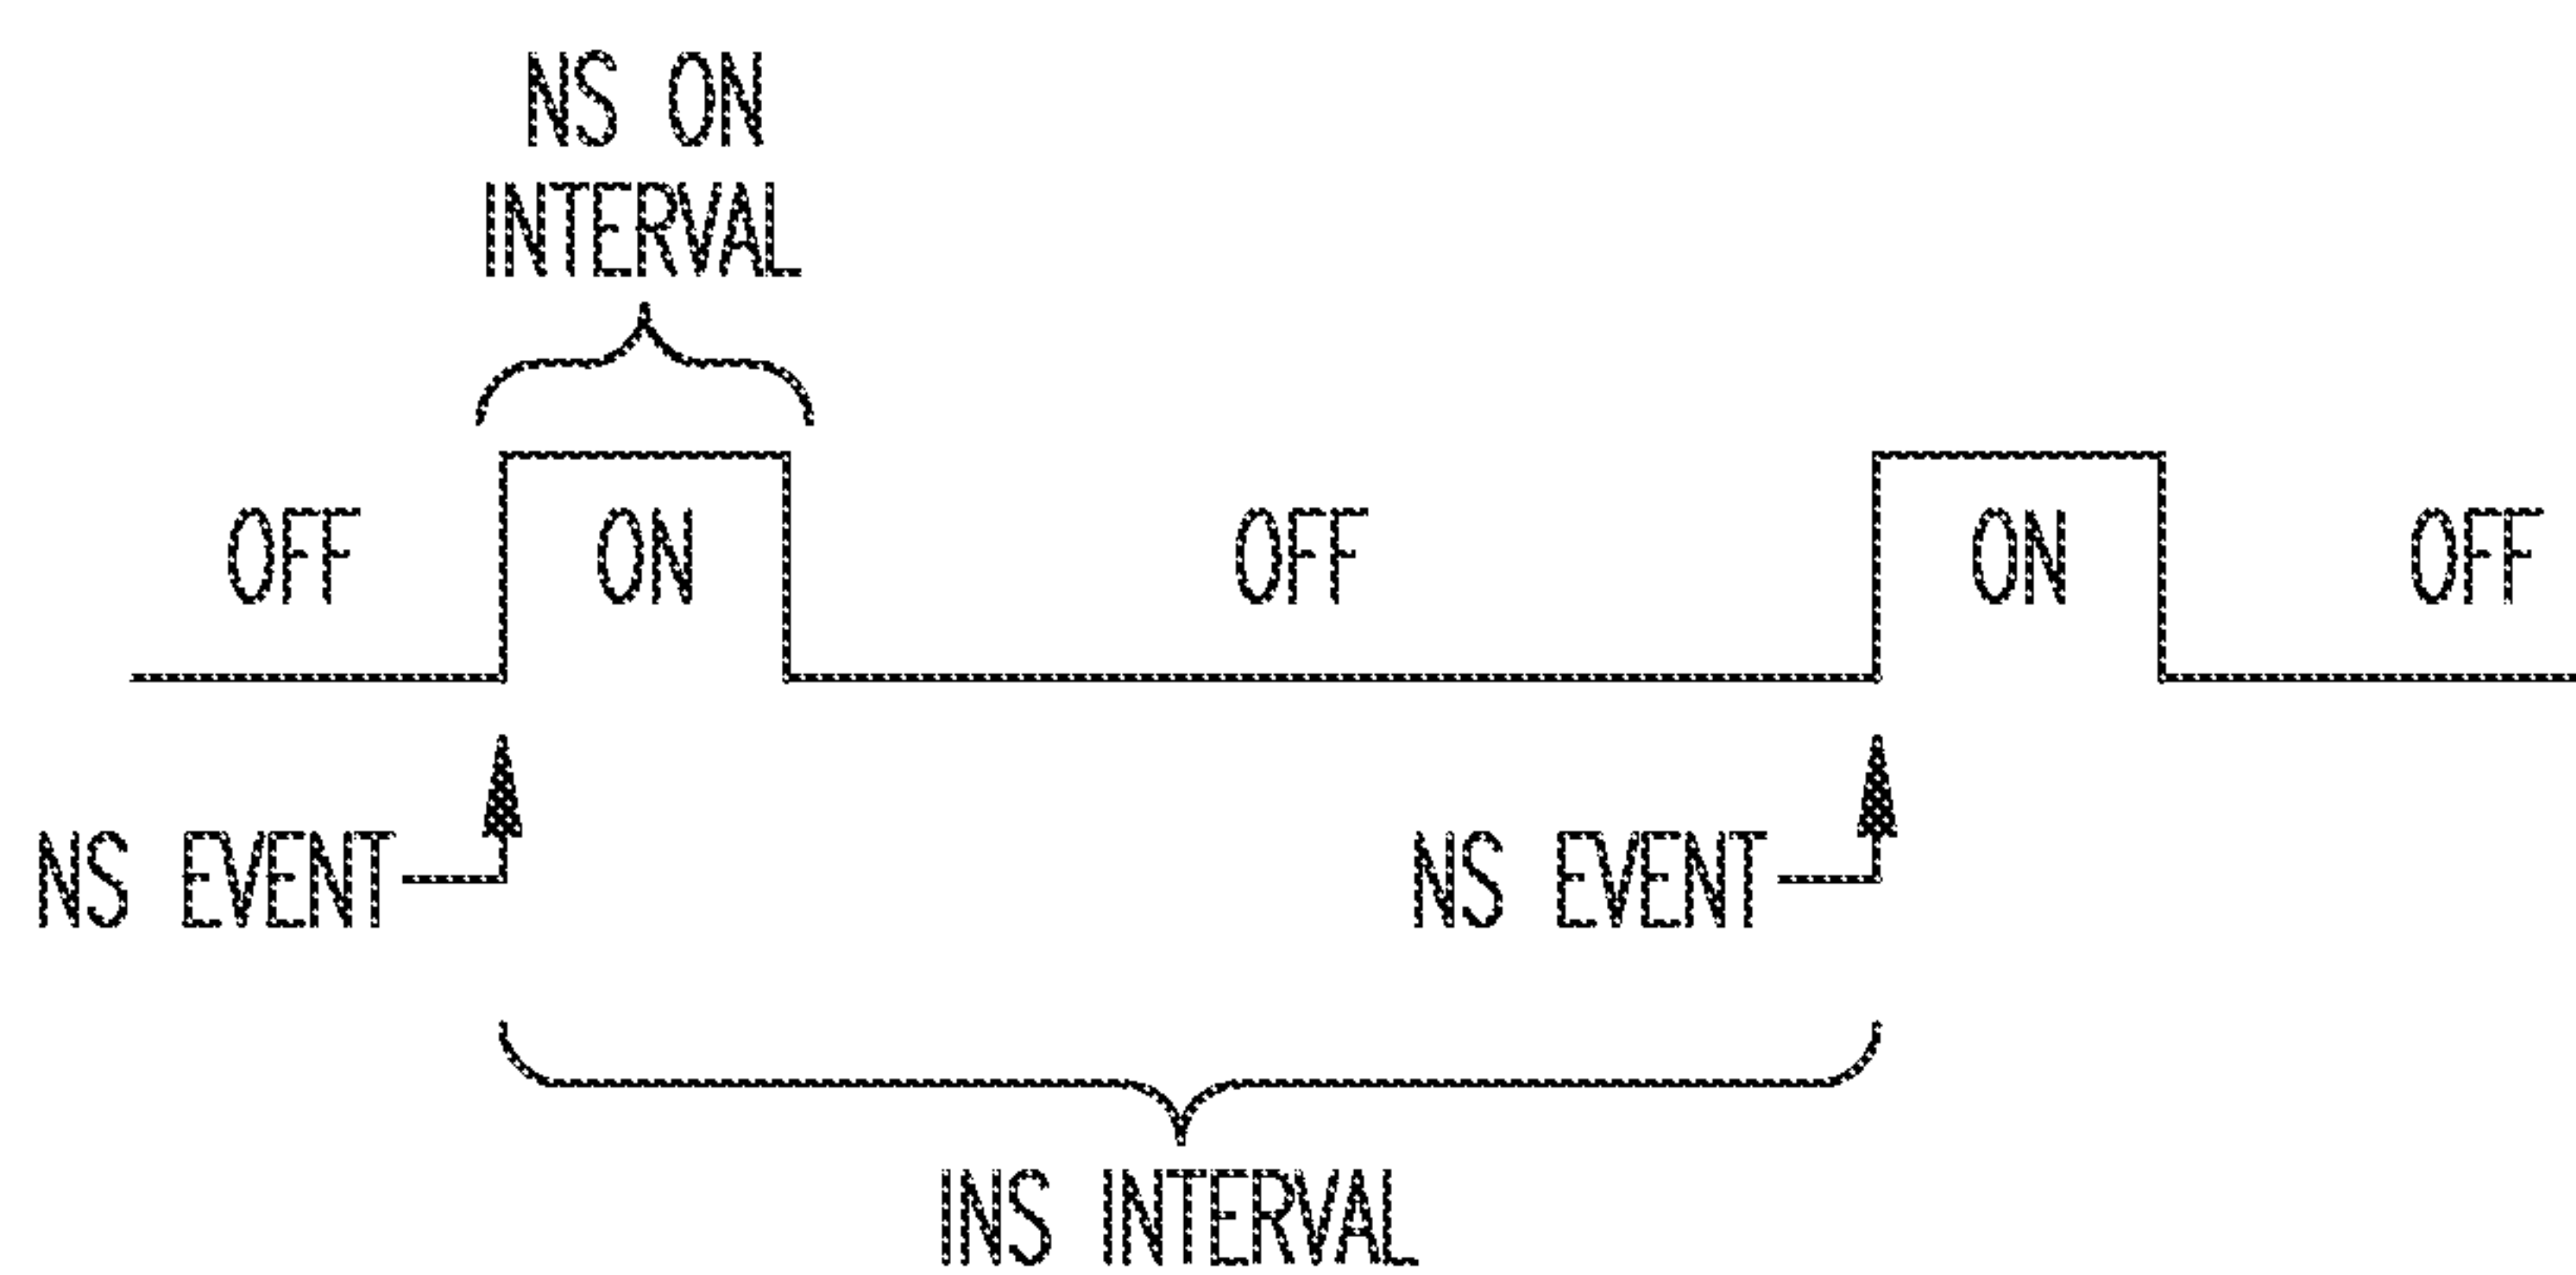 NS ON
INTERVAL
OFF
ON
OFF
ON
OFF
NS EVENT
NS EVENT
INS INTERVAL